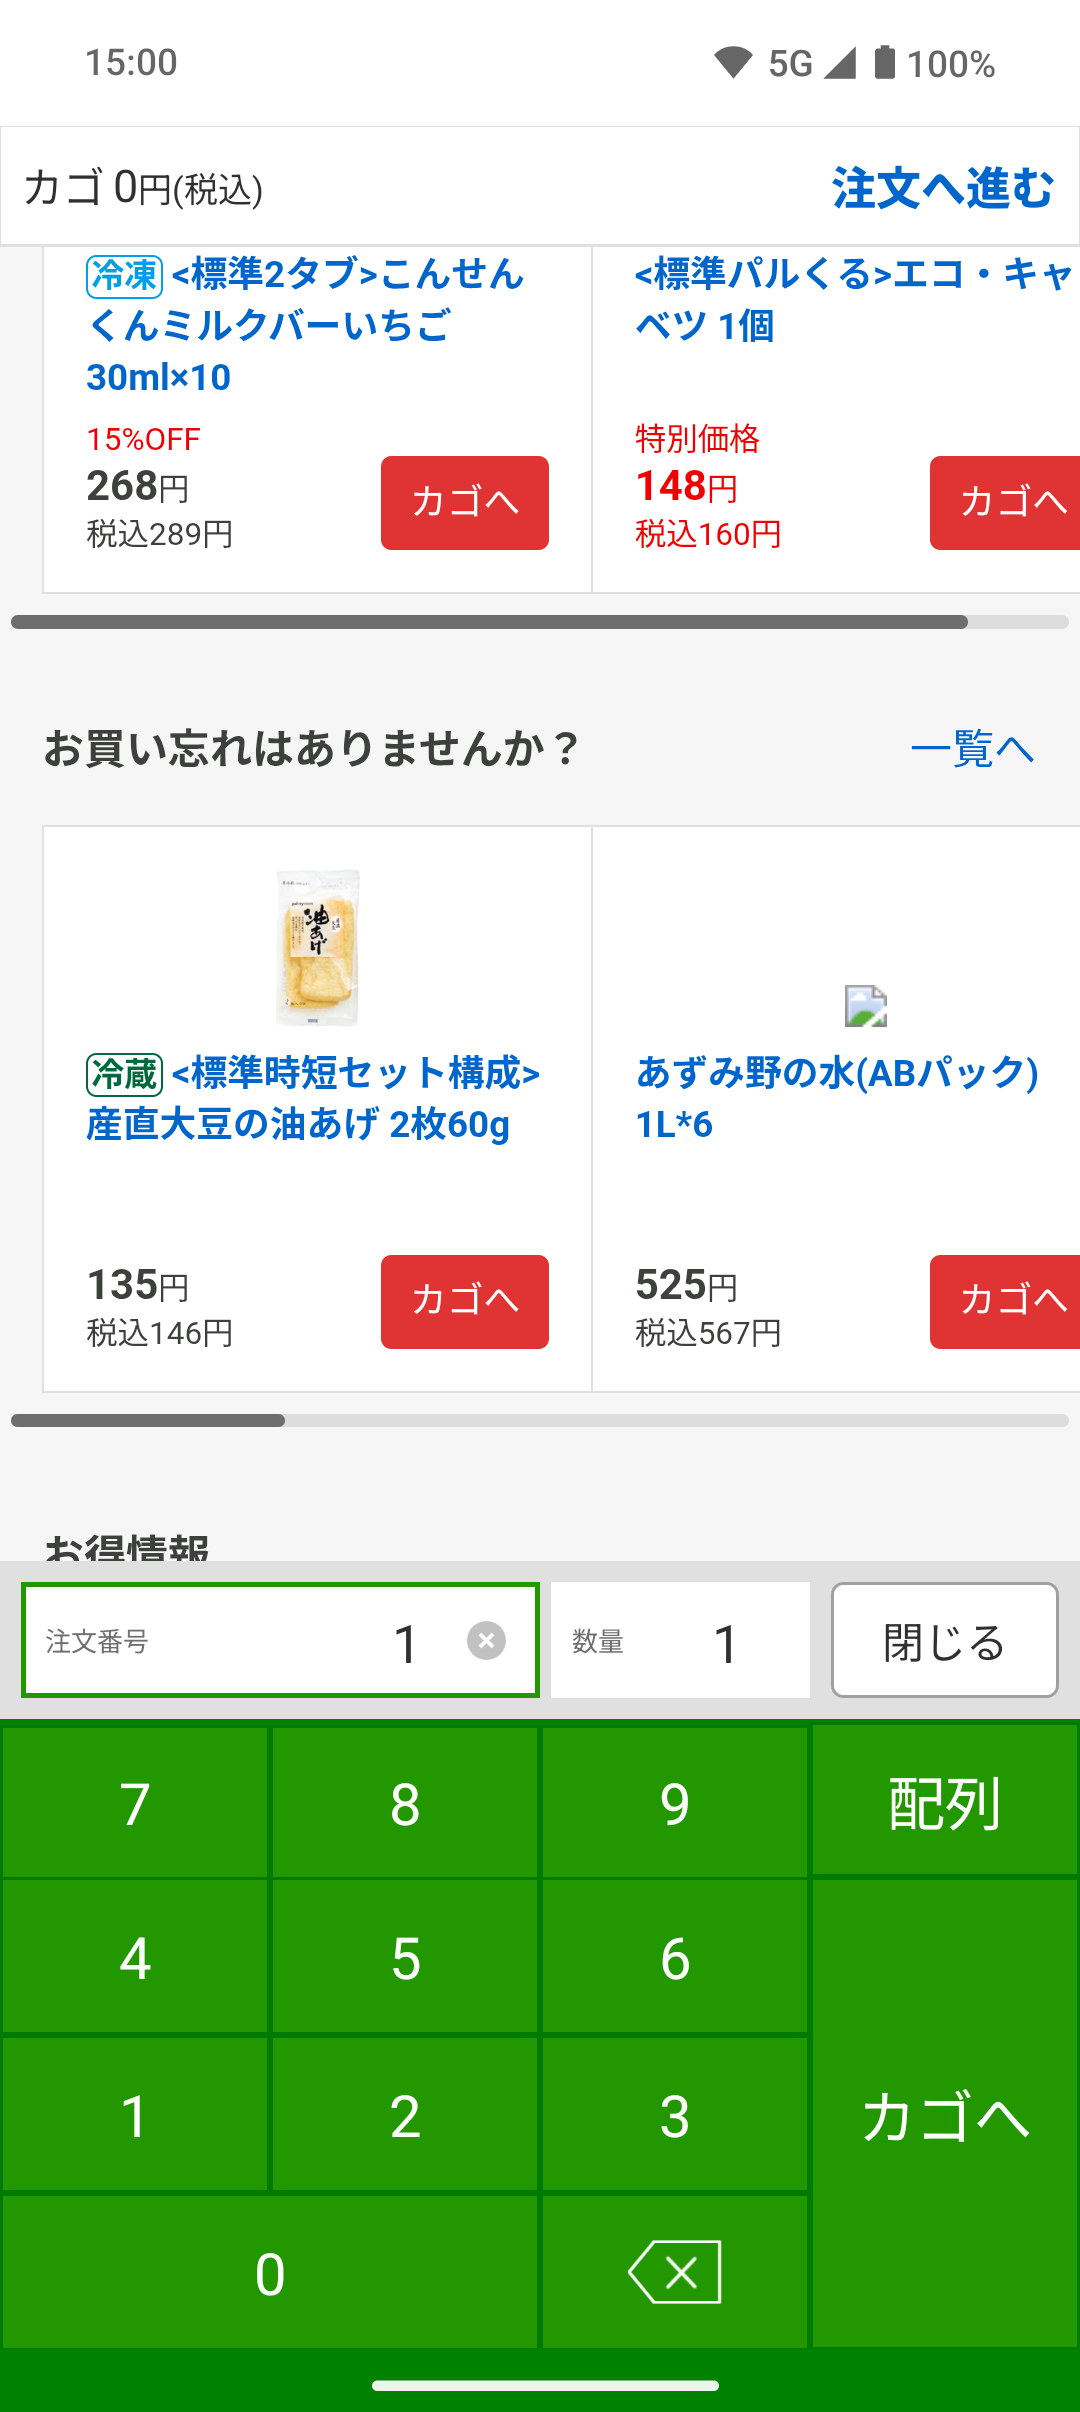 15:00
5G 100%
カゴ 0円(税込)
注文へ進む
冷凍 <標準2タブ>こんせん
くんミルクバーいちご
30ml×10
15%OFF
268円
税込289円
カゴへ
<標準パルくる>エコ・キャ
ベツ 1個
特別価格
148円
税込160円
カゴへ
お買い忘れはありませんか？
一覧へ
油あげ
冷蔵 <標準時短セット構成>
産直大豆の油あげ 2枚60g
135円
税込146円
カゴへ
あずみ野の水(ABパック)
1L*6
525円
税込567円
カゴへ
お得情報
注文番号 1
数量 1
閉じる
7 8 9 配列
4 5 6
1 2 3 カゴへ
0